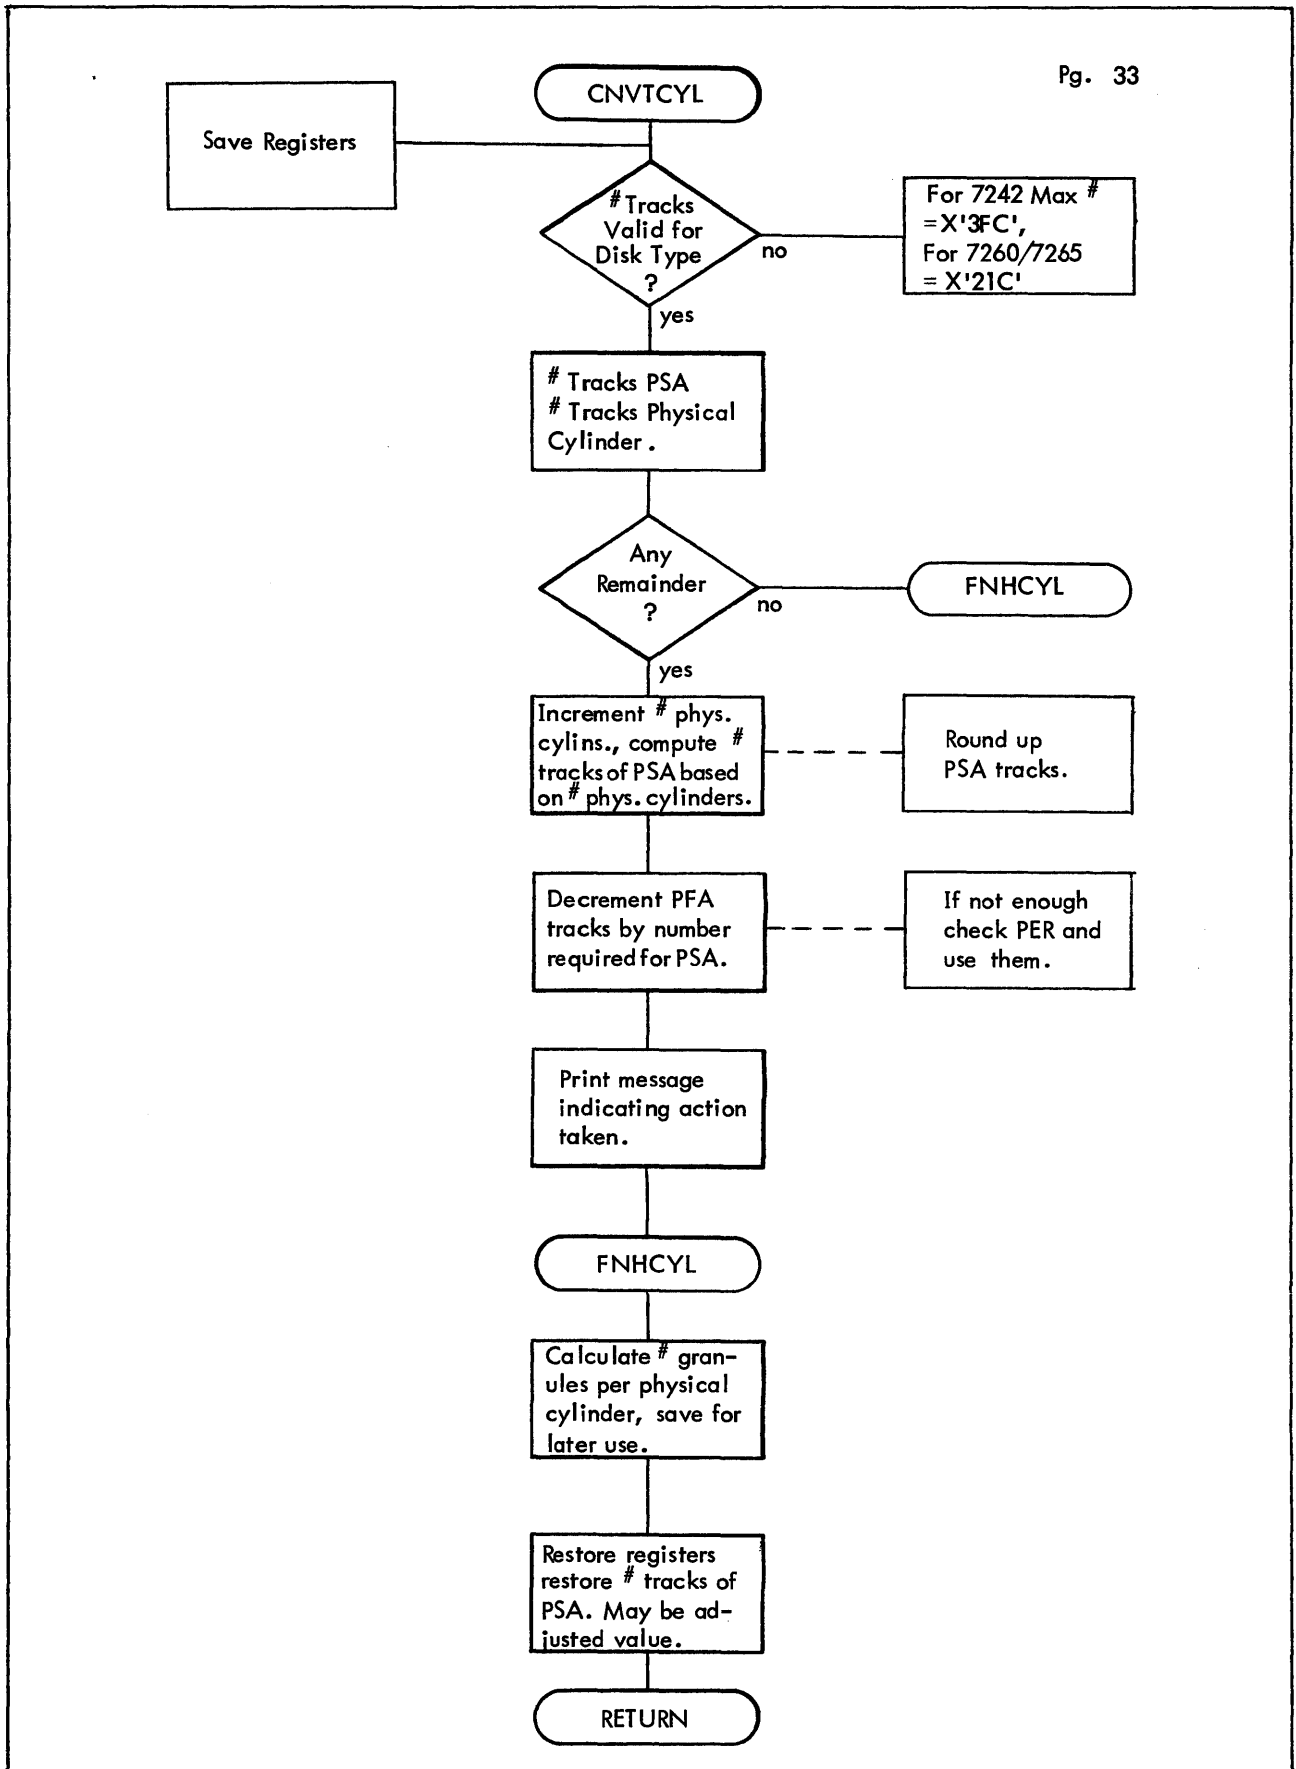 Pg. 33
CNVTCYL
Save Registers
# Tracks
Valid for
Disk Type
?
no
yes
For 7242 Max #
=X'3FC',
For 7260/7265
= X'21C'
# Tracks PSA
# Tracks Physical
Cylinder.
Any
Remainder
?
no
yes
FNHCYL
Increment # phys.
cylins., compute #
tracks of PSA based
on # phys. cylinders.
Round up
PSA tracks.
Decrement PFA
tracks by number
required for PSA.
If not enough
check PER and
use them.
Print message
indicating action
taken.
FNHCYL
Calculate # gran-
ules per physical
cylinder, save for
later use.
Restore registers
restore # tracks of
PSA. May be ad-
justed value.
RETURN